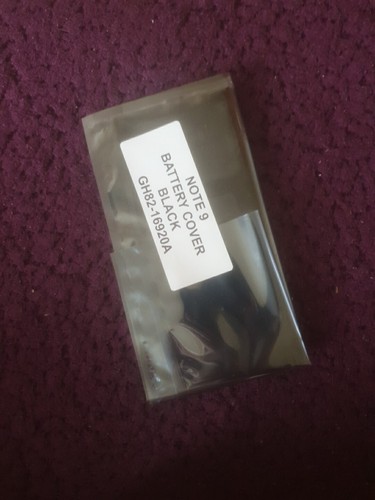 NOTE 9
BATTERY COVER
BLACK
GH82-16920A